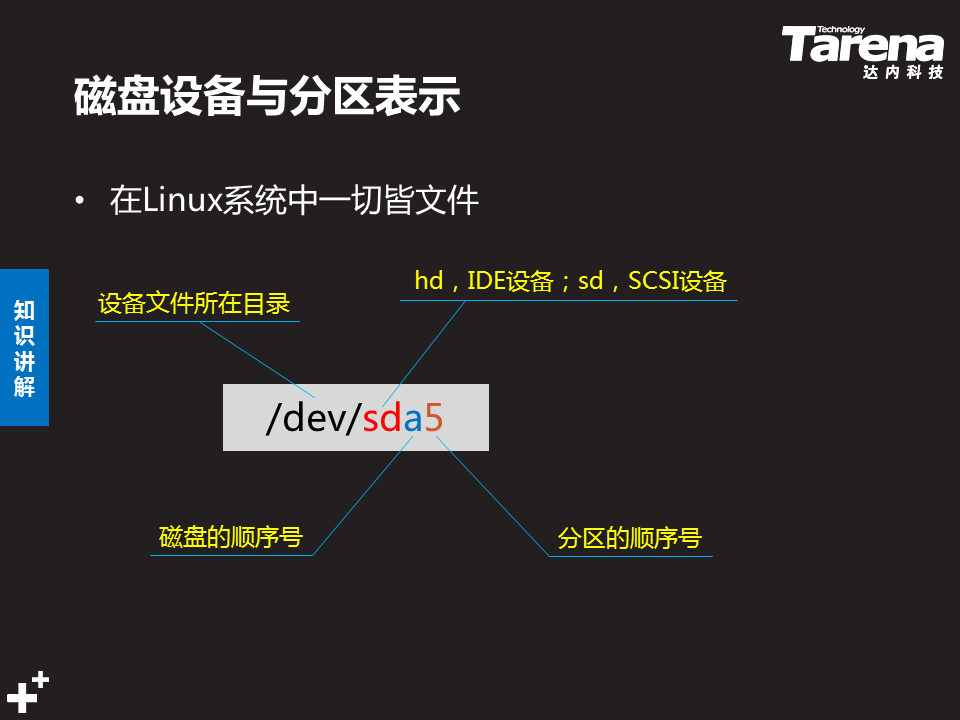 Technology
Tarena
达内科技
磁盘设备与分区表示
• 在Linux系统中一切皆文件
知识讲解
设备文件所在目录
hd，IDE设备；sd，SCSI设备
/dev/sda5
磁盘的顺序号
分区的顺序号